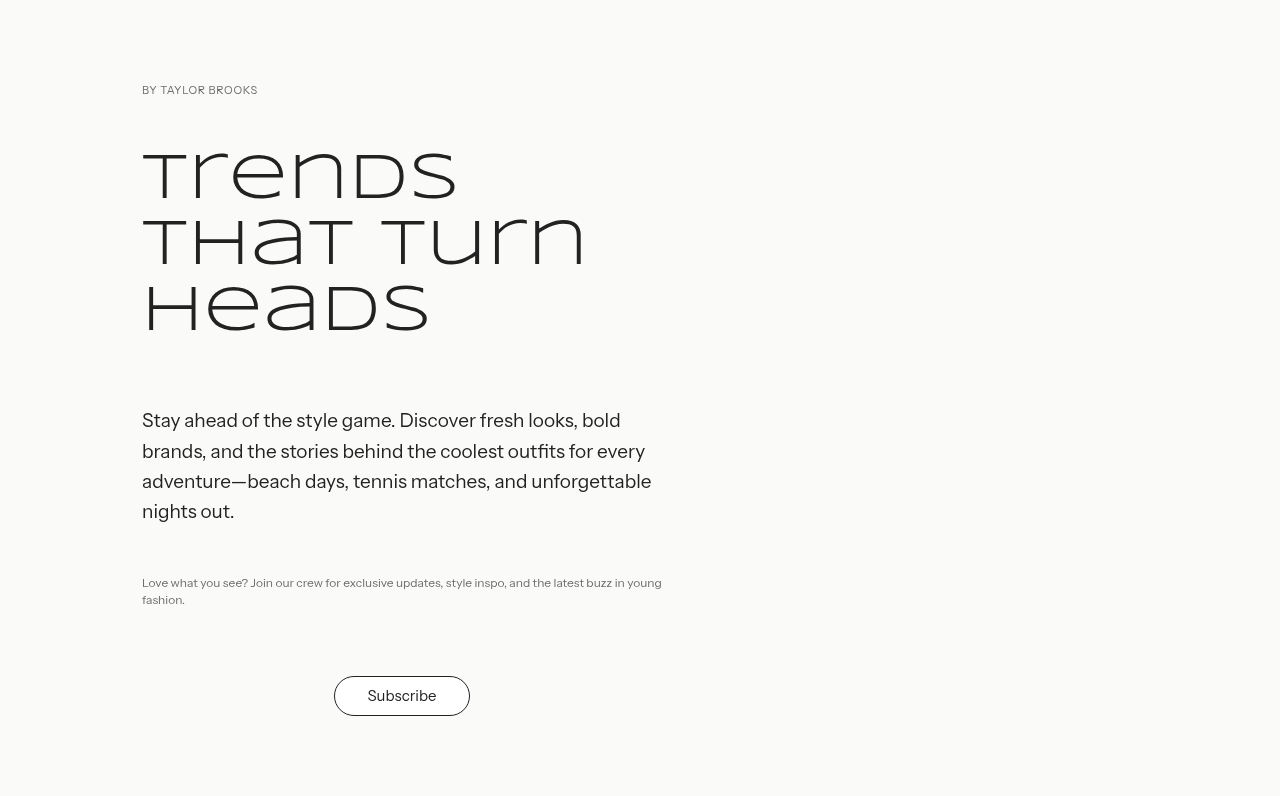 BY TAYLOR BROOKS
Trends
That Turn
Heads
Stay ahead of the style game. Discover fresh looks, bold
brands, and the stories behind the coolest outfits for every
adventure—beach days, tennis matches, and unforgettable
nights out.
Love what you see? Join our crew for exclusive updates, style inspo, and the latest buzz in young
fashion.
Subscribe